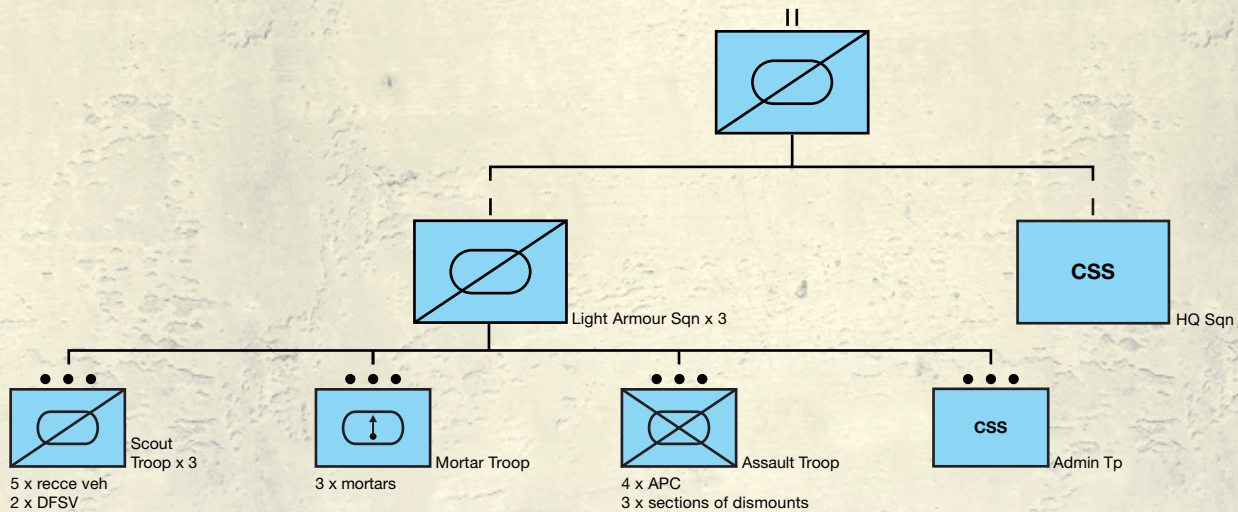 CSS
Light Armour Sqn x 3
HQ Sqn
CSS
Scout
Troop x 3
Mortar Troop
Assault Troop
Admin Tp
5 x recce veh
2 x DFSV
3 x mortars
4 x APC
3 x sections of dismounts